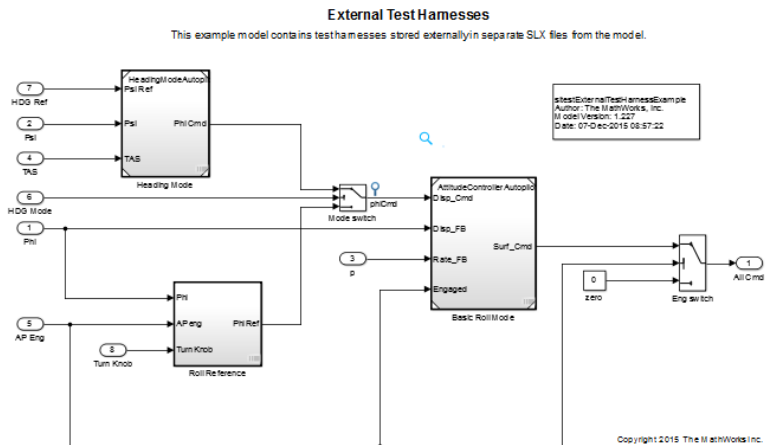 External Test Harnesses
This example model contains test harnesses stored externally in separate SLX files from the model.
7
HDG Ref
2
Psi
4
TAS
HeadingModeAutopil
Psi Ref
Psi
TAS
Phi Cmd
Heading Mode
sltestExternalTestHarnessExample
Author: The MathWorks, Inc.
Model Version: 1.227
Date: 07-Dec-2015 08:57:22
6
HDG Mode
1
Phi
Mode switch
phiCmd
AttitudeController Autopilo
Disp_Cmd
Disp_FB
Rate_FB
Engaged
Surf_Cmd
Basic Roll Mode
3
p
0
zero
Eng switch
1
Ail Cmd
5
AP Eng
8
Turn Knob
Phi
AP eng
Turn Knob
Phi Ref
Roll Reference
Copyright 2015 The MathWorks Inc.